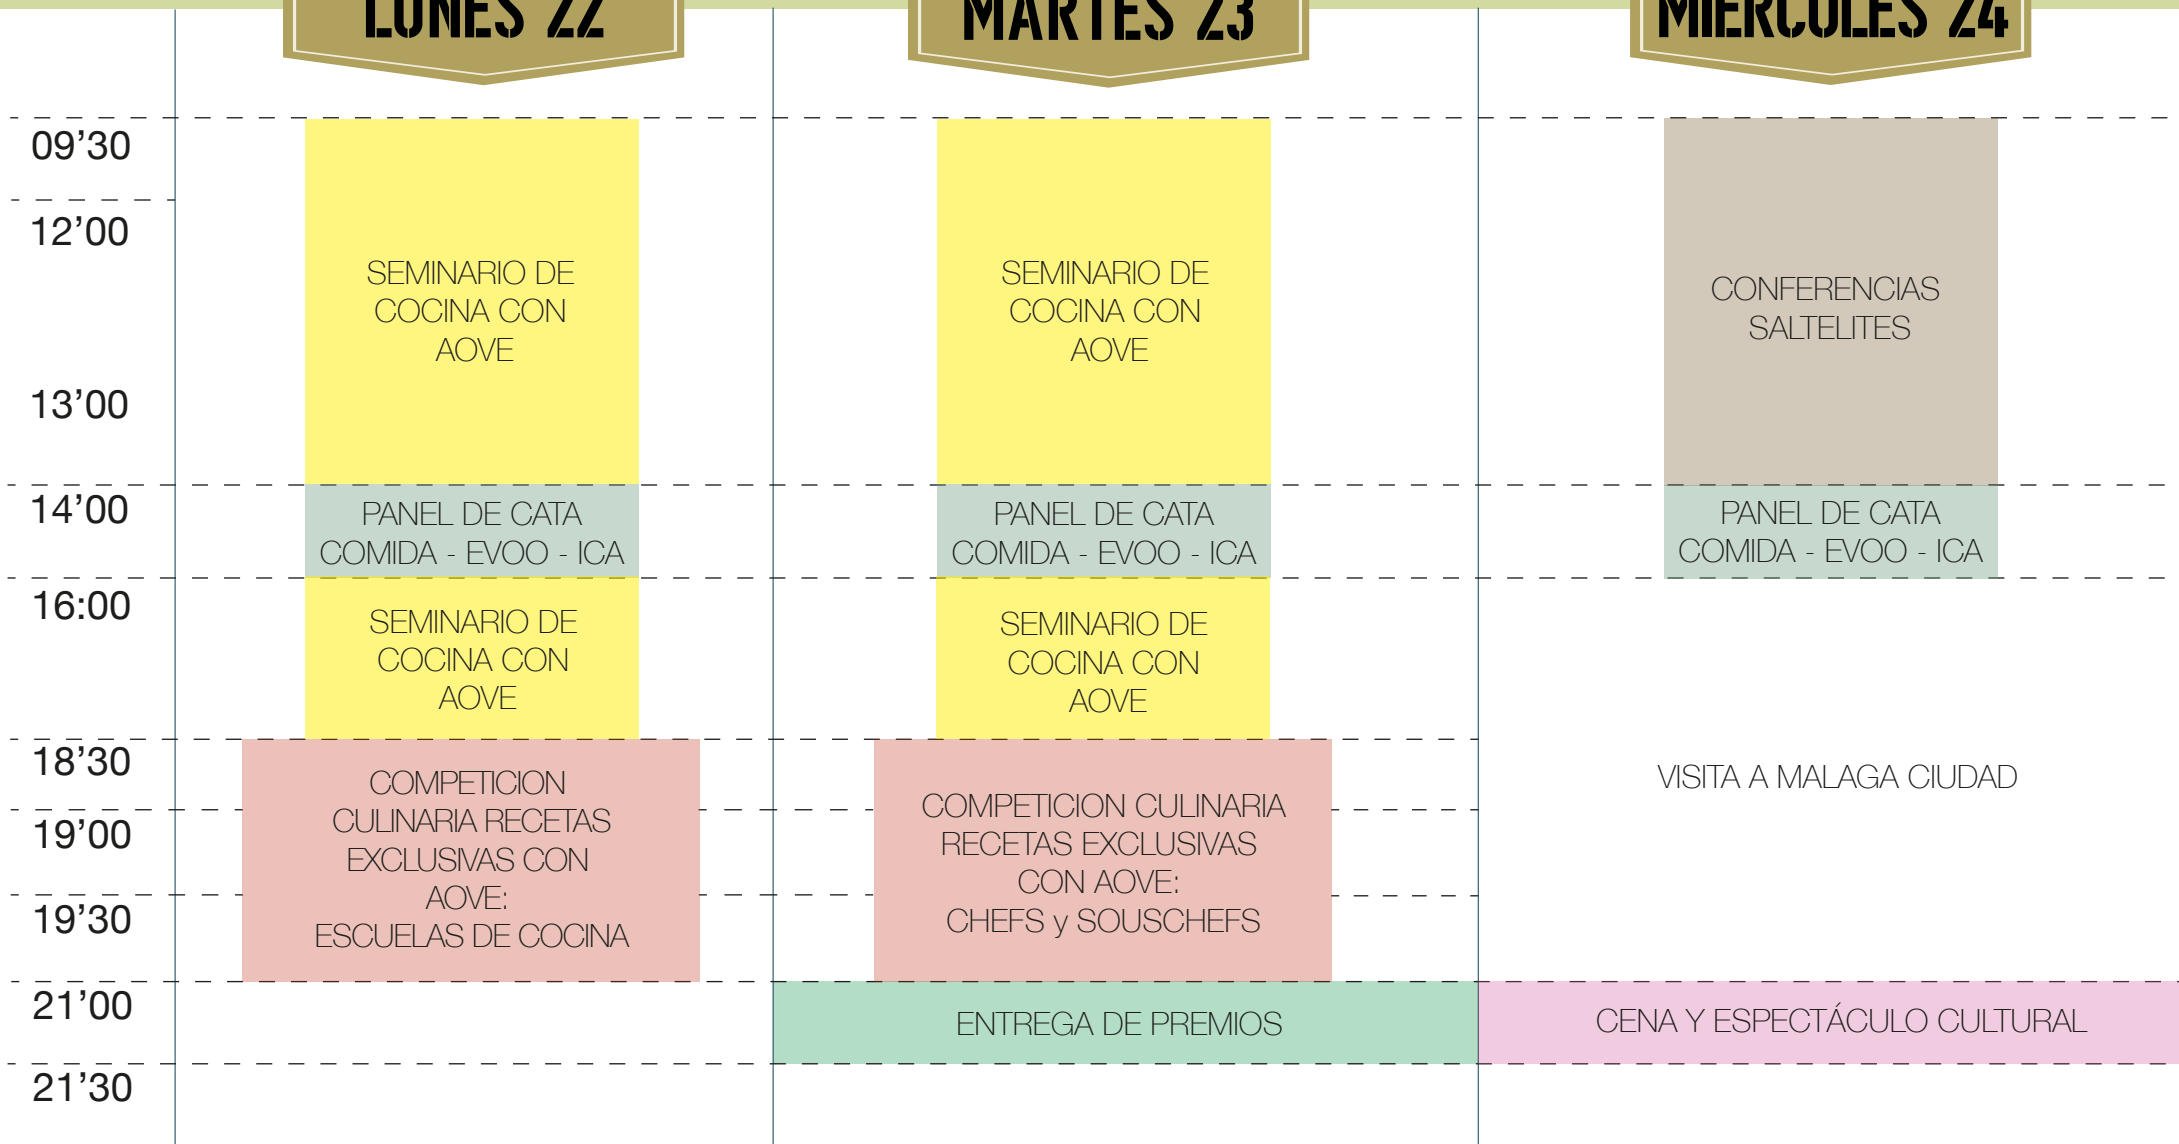 LUNES 22
MARTES 23
MIERCOLES 24
09'30
12'00
13'00
14'00
16:00
18'30
19'00
19'30
21'00
21'30
SEMINARIO DE
COCINA CON
AOVE
PANEL DE CATA
COMIDA - EVOO - ICA
SEMINARIO DE
COCINA CON
AOVE
COMPETICION
CULINARIA RECETAS
EXCLUSIVAS CON
AOVE:
ESCUELAS DE COCINA
SEMINARIO DE
COCINA CON
AOVE
PANEL DE CATA
COMIDA - EVOO - ICA
SEMINARIO DE
COCINA CON
AOVE
COMPETICION CULINARIA
RECETAS EXCLUSIVAS
CON AOVE:
CHEFS y SOUSCHEFS
ENTREGA DE PREMIOS
CONFERENCIAS
SALTELITES
PANEL DE CATA
COMIDA - EVOO - ICA
VISITA A MALAGA CIUDAD
CENA Y ESPECTÁCULO CULTURAL